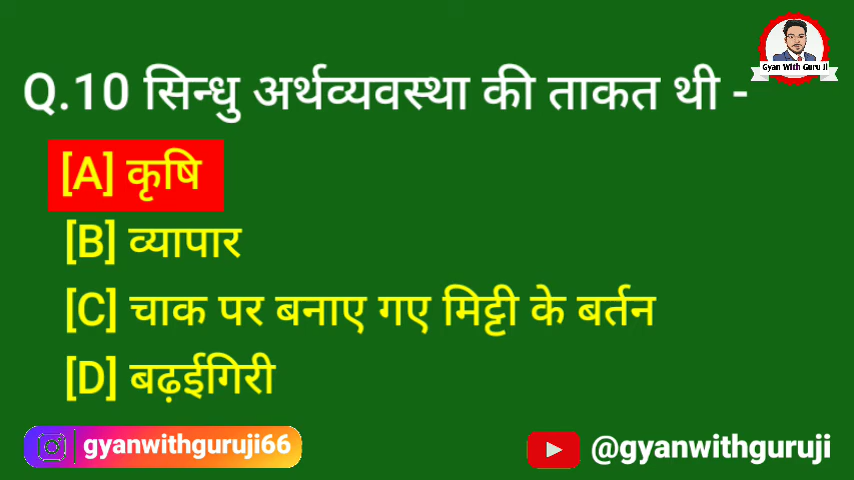 Gyan With Guru Ji
Q.10 सिन्धु अर्थव्यवस्था की ताकत थी -
[A] कृषि
[B] व्यापार
[C] चाक पर बनाए गए मिट्टी के बर्तन
[D] बढ़ईगिरी
gyanwithguruji66
@gyanwithguruji